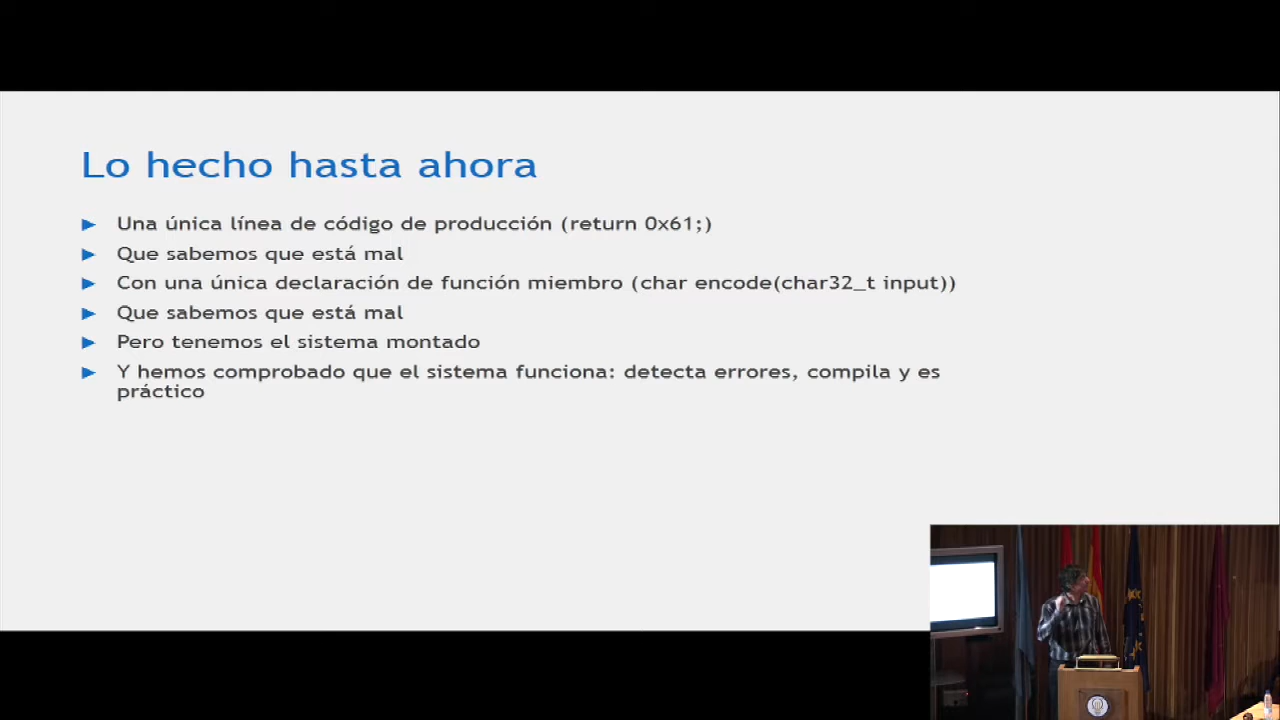 Lo hecho hasta ahora
Una única línea de código de producción (return 0x61;)
Que sabemos que está mal
Con una única declaración de función miembro (char encode(char32_t input))
Que sabemos que está mal
Pero tenemos el sistema montado
Y hemos comprobado que el sistema funciona: detecta errores, compila y es
práctico